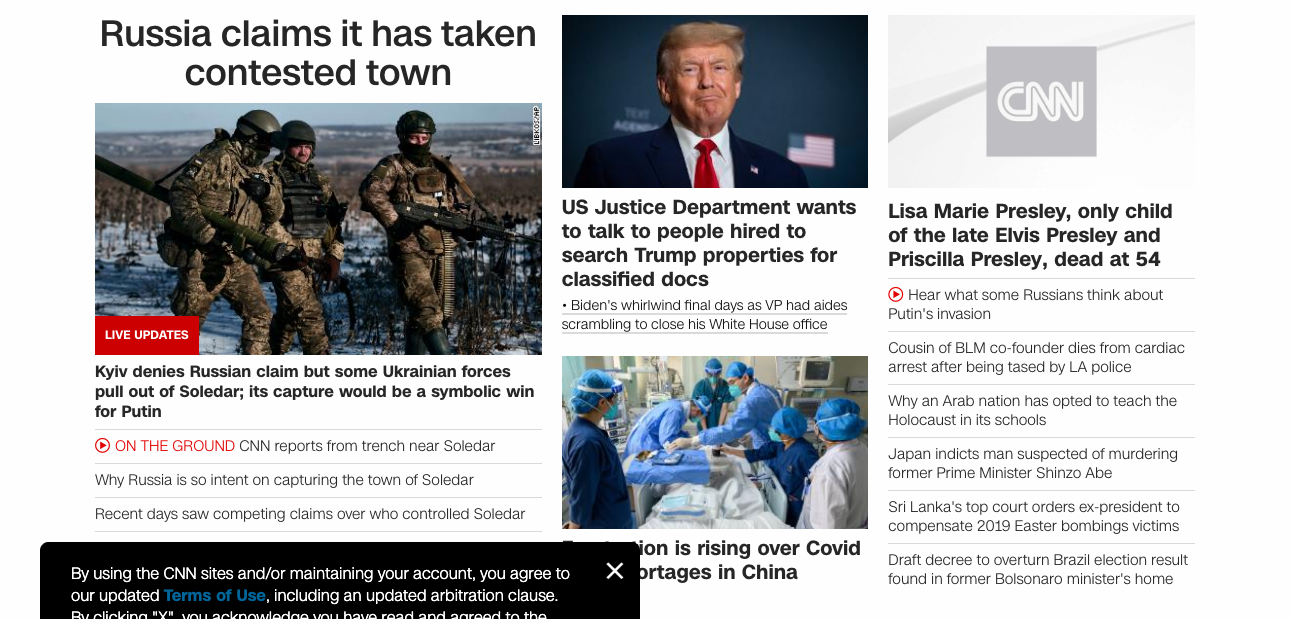 Russia claims it has taken
contested town
LIBKOS/AP
LIVE UPDATES
Kyiv denies Russian claim but some Ukrainian forces
pull out of Soledar; its capture would be a symbolic win
for Putin
ON THE GROUND CNN reports from trench near Soledar
Why Russia is so intent on capturing the town of Soledar
Recent days saw competing claims over who controlled Soledar
By using the CNN sites and/or maintaining your account, you agree to
our updated Terms of Use, including an updated arbitration clause.
By clicking "X", you acknowledge you have read and agreed to the
TEXT
AGENDA
US Justice Department wants
to talk to people hired to
search Trump properties for
classified docs
• Biden's whirlwind final days as VP had aides
scrambling to close his White House office
is rising over Covid
in China
CNN
Lisa Marie Presley, only child
of the late Elvis Presley and
Priscilla Presley, dead at 54
Hear what some Russians think about
Putin's invasion
Cousin of BLM co-founder dies from cardiac
arrest after being tased by LA police
Why an Arab nation has opted to teach the
Holocaust in its schools
Japan indicts man suspected of murdering
former Prime Minister Shinzo Abe
Sri Lanka's top court orders ex-president to
compensate 2019 Easter bombings victims
Draft decree to overturn Brazil election result
found in former Bolsonaro minister's home